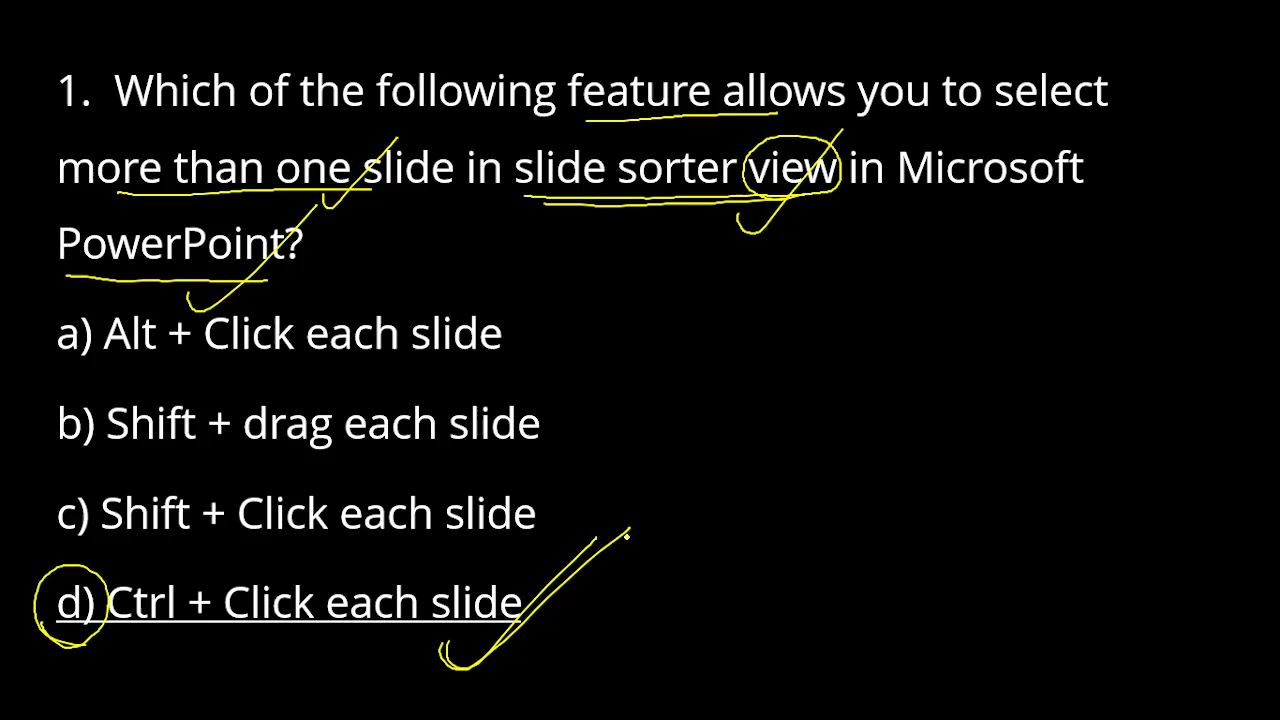 1. Which of the following feature allows you to select
more than one slide in slide sorter view in Microsoft
PowerPoint?
a) Alt + Click each slide
b) Shift + drag each slide
c) Shift + Click each slide
d) Ctrl + Click each slide